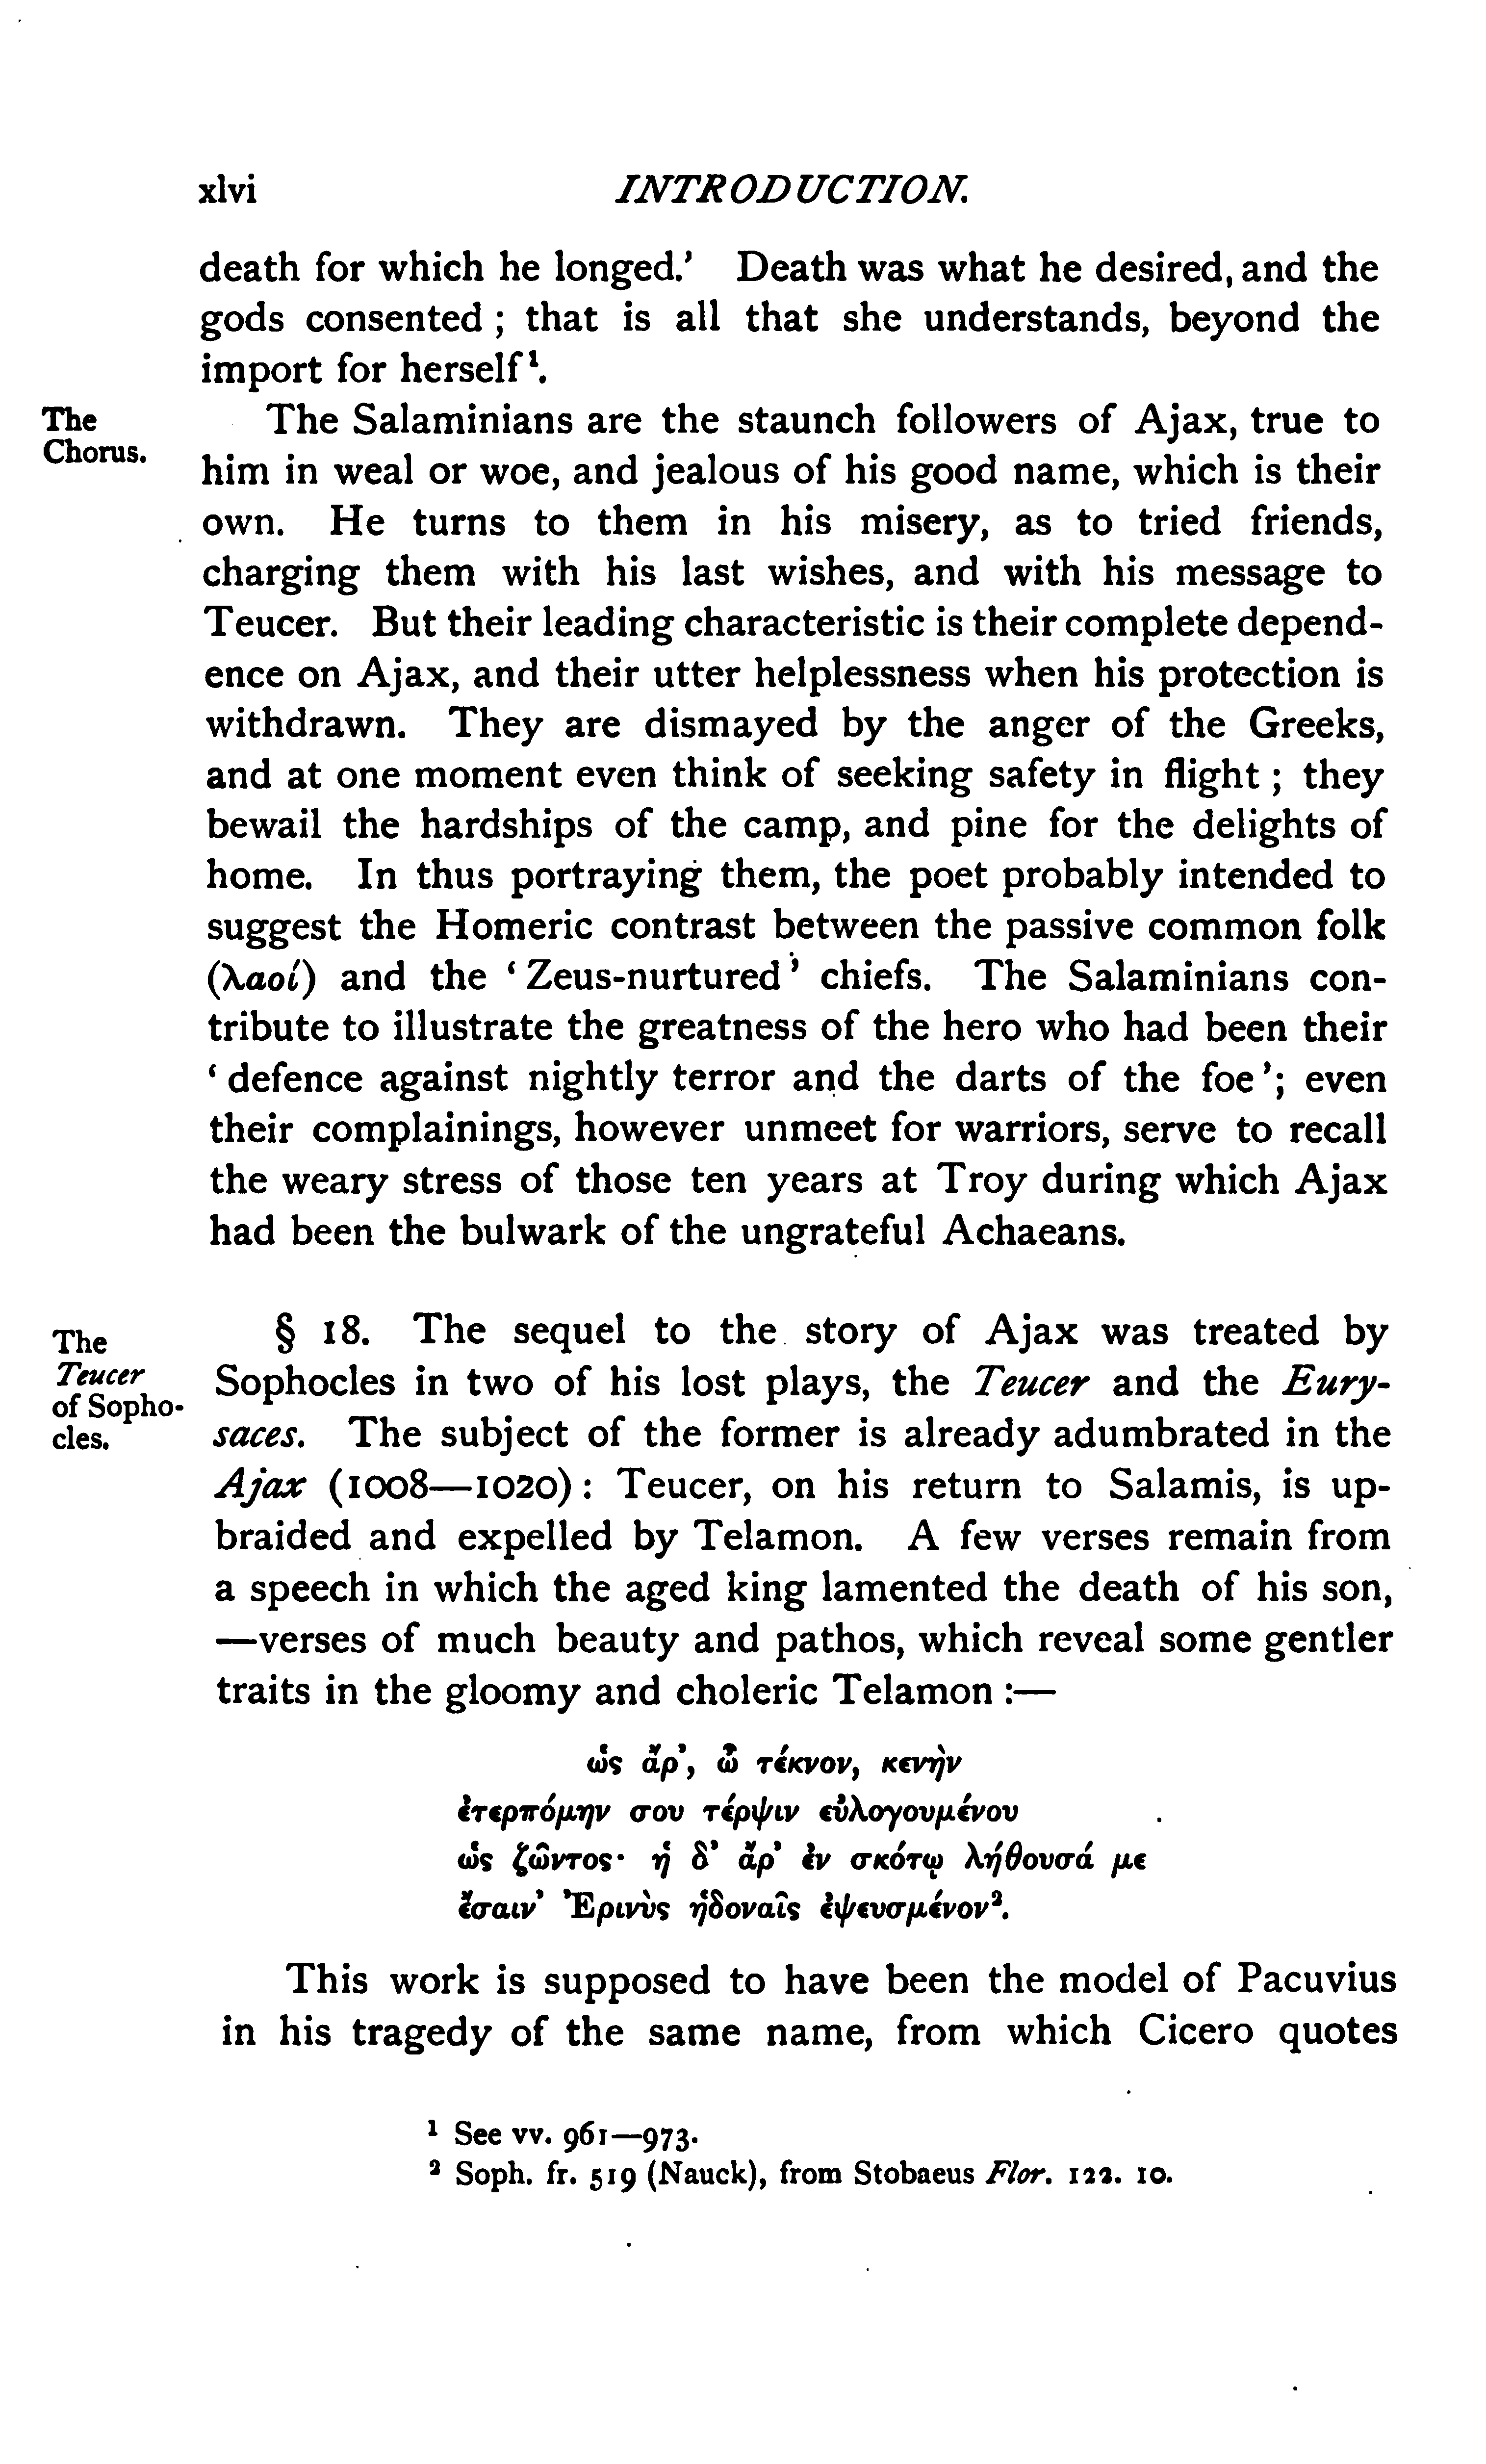 xlvi INTRODUCTION.
death for which he longed.' Death was what he desired, and the
gods consented ; that is all that she understands, beyond the
import for herself¹.
The
Chorus.
The Salaminians are the staunch followers of Ajax, true to
him in weal or woe, and jealous of his good name, which is their
own. He turns to them in his misery, as to tried friends,
charging them with his last wishes, and with his message to
Teucer. But their leading characteristic is their complete depend-
ence on Ajax, and their utter helplessness when his protection is
withdrawn. They are dismayed by the anger of the Greeks,
and at one moment even think of seeking safety in flight ; they
bewail the hardships of the camp, and pine for the delights of
home. In thus portraying them, the poet probably intended to
suggest the Homeric contrast between the passive common folk
(λαοί) and the ‘Zeus-nurtured’ chiefs. The Salaminians con-
tribute to illustrate the greatness of the hero who had been their
‘defence against nightly terror and the darts of the foe’; even
their complainings, however unmeet for warriors, serve to recall
the weary stress of those ten years at Troy during which Ajax
had been the bulwark of the ungrateful Achaeans.
The
Teucer
of Sopho-
cles.
§ 18. The sequel to the story of Ajax was treated by
Sophocles in two of his lost plays, the Teucer and the Eury-
saces. The subject of the former is already adumbrated in the
Ajax (1008—1020) : Teucer, on his return to Salamis, is up-
braided and expelled by Telamon. A few verses remain from
a speech in which the aged king lamented the death of his son,
—verses of much beauty and pathos, which reveal some gentler
traits in the gloomy and choleric Telamon :—
ὡς ἄρ’, ὦ τέκνον, κενὴν
ἐτερπόμην σου τέρψιν εὐλογουμένου
ὡς ζῶντος· ἡ δ’ ἄρ’ ἐν σκότῳ λήθουσά με
ἔσαιν’ Ἐρινὺς ἡδοναῖς ἐψευσμένον².
This work is supposed to have been the model of Pacuvius
in his tragedy of the same name, from which Cicero quotes
¹ See vv. 961—973.
² Soph. fr. 519 (Nauck), from Stobaeus Flor. 122. 10.